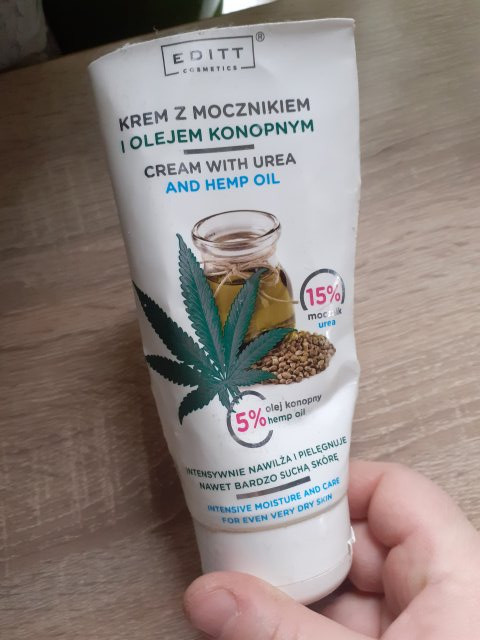 EDITT®
COSMETICS
KREM Z MOCZNIKIEM
I OLEJEM KONOPNYM
CREAM WITH UREA
AND HEMP OIL
15%
mocznik
urea
5% olej konopny
hemp oil
INTENSYWNIE NAWILŻA I PIELĘGNUJE
NAWET BARDZO SUCHĄ SKÓRĘ
INTENSIVE MOISTURE AND CARE
FOR EVEN VERY DRY SKIN